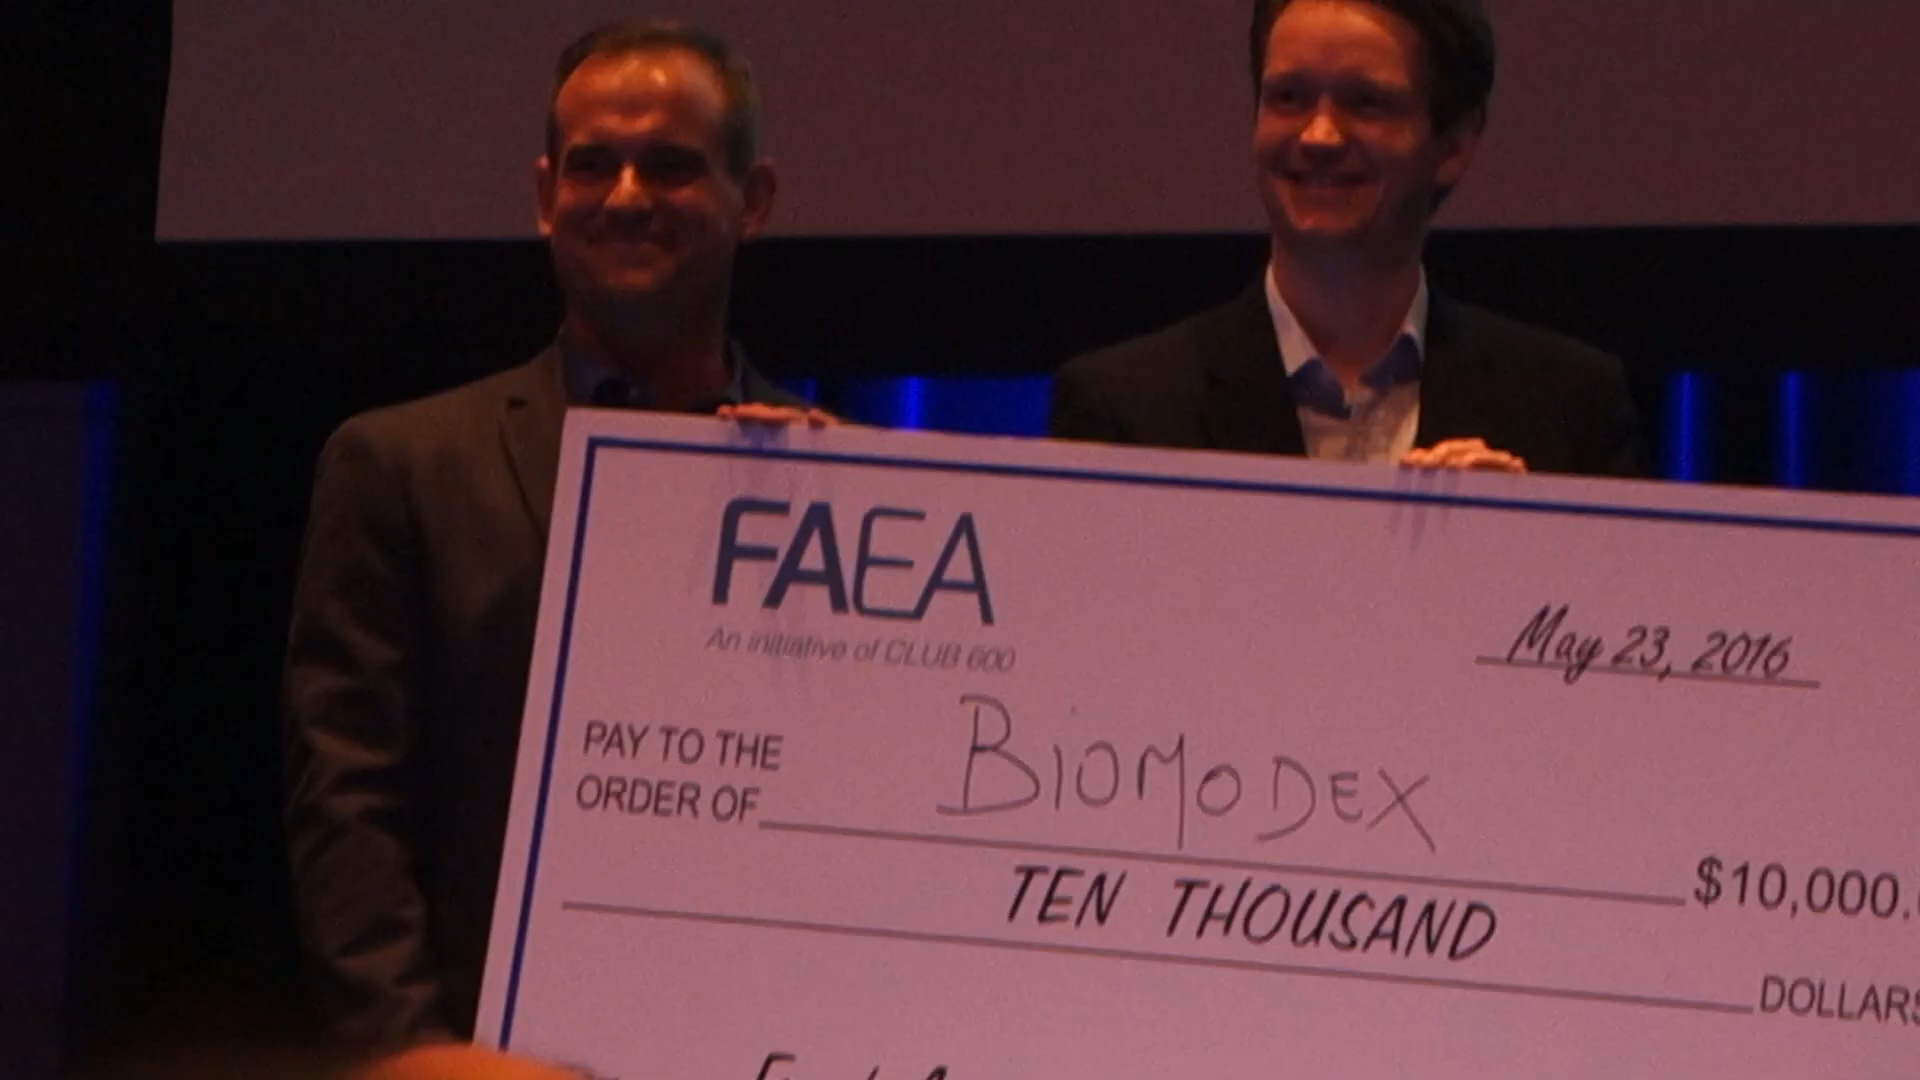 FAEA
An initiative of CLUB 600
May 23, 2016
PAY TO THE
ORDER OF
BIOMODEX
$10,000.
TEN THOUSAND
DOLLARS